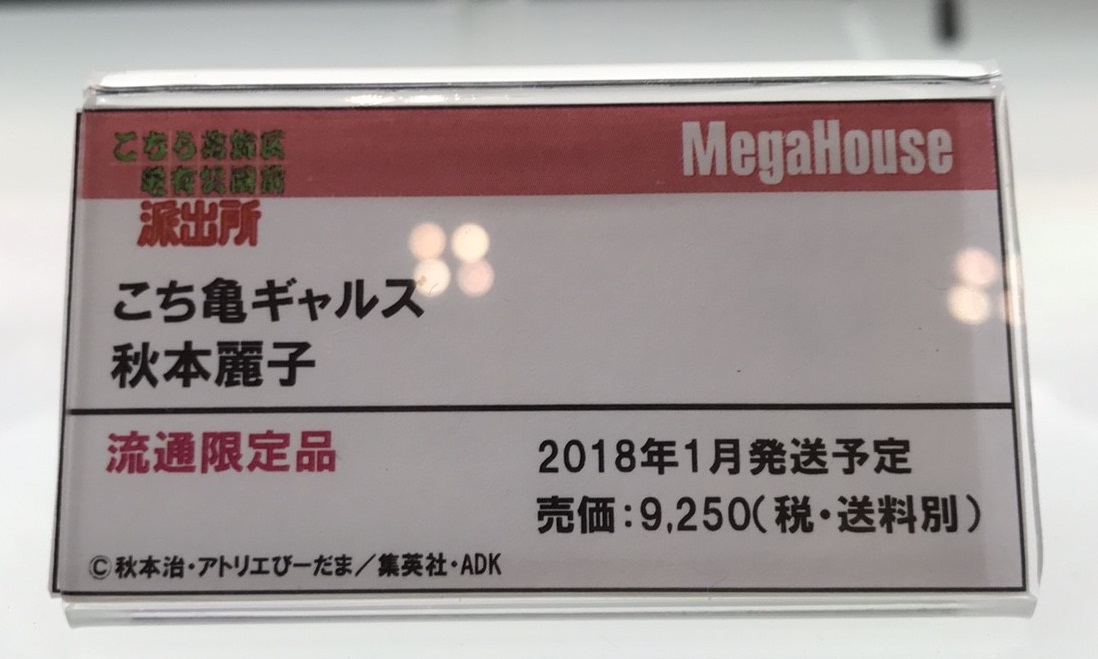 こちら葛飾区
亀有公園前
派出所
MegaHouse
こち亀ギャルス
秋本麗子
流通限定品
2018年1月発送予定
売価:9,250(税・送料別)
©秋本治・アトリエびーだま/集英社・ADK